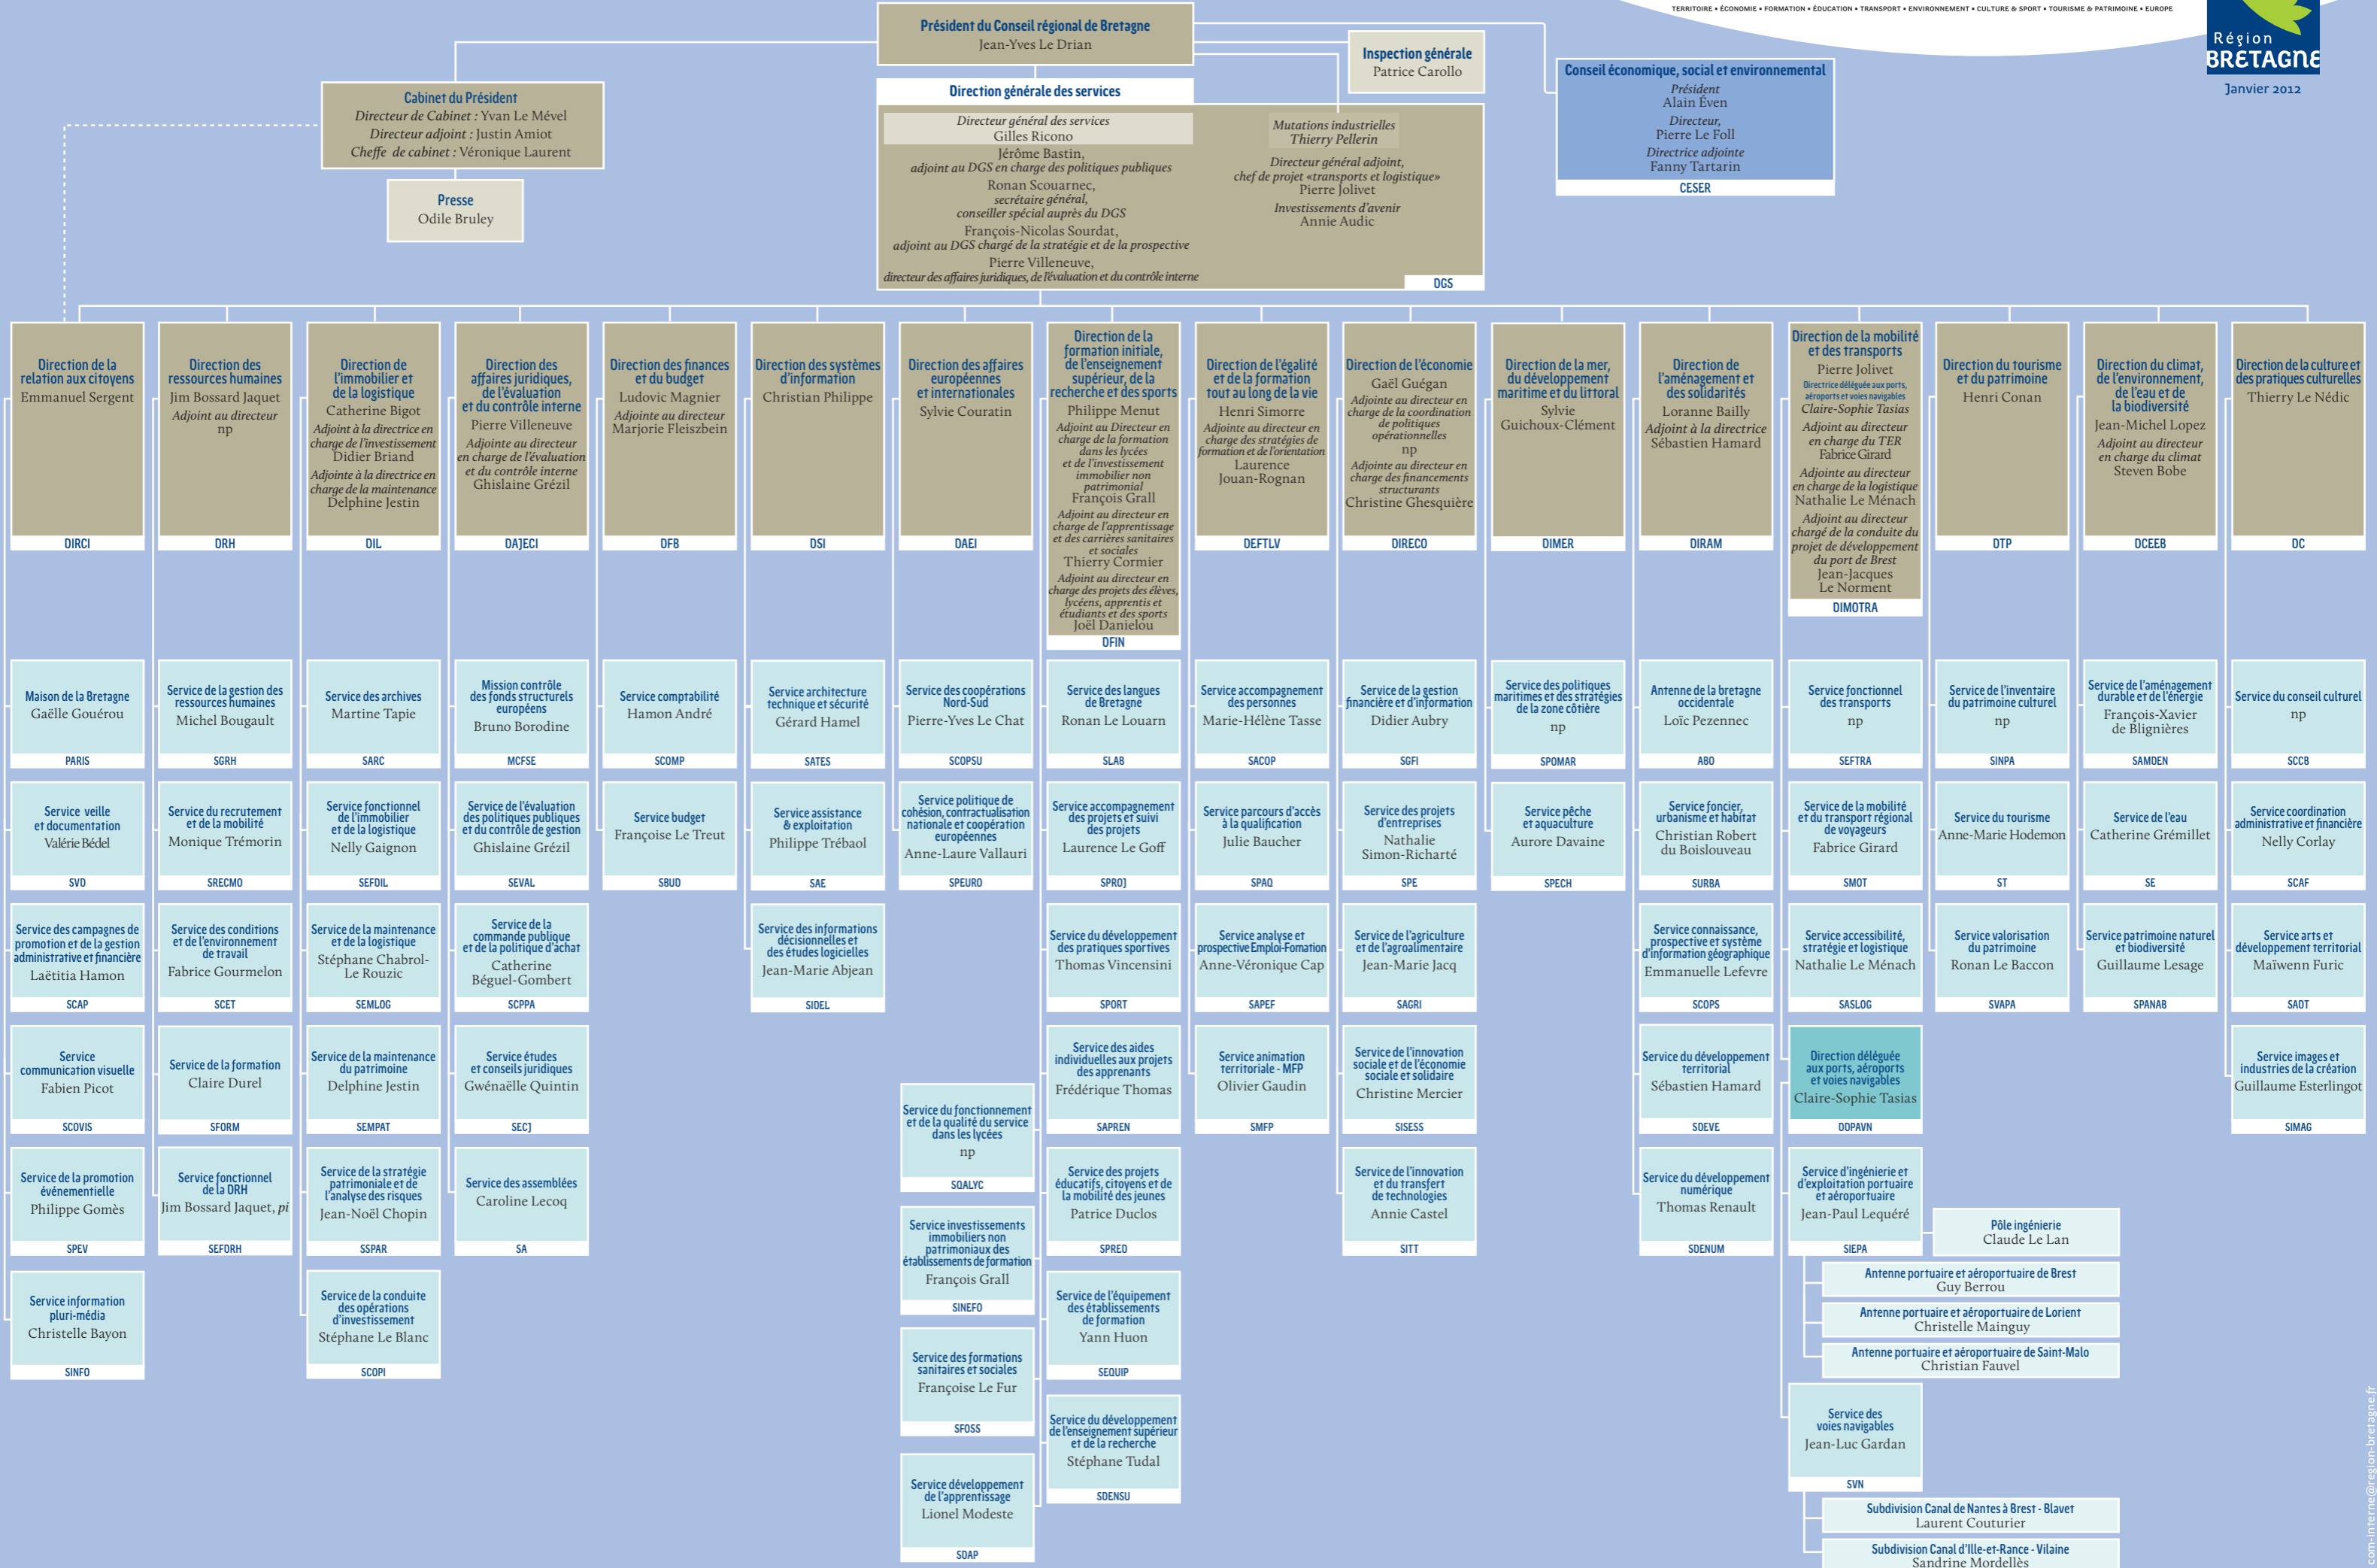 TERRITOIRE • ÉCONOMIE • FORMATION • ÉDUCATION • TRANSPORT • ENVIRONNEMENT • CULTURE & SPORT • TOURISME & PATRIMOINE • EUROPE
Région
BRETAGNE
Janvier 2012
Président du Conseil régional de Bretagne
Jean-Yves Le Drian
Inspection générale
Patrice Carollo
Conseil économique, social et environnemental
Président
Alain Éven
Directeur,
Pierre Le Foll
Directrice adjointe
Fanny Tartarin
CESER
Cabinet du Président
Directeur de Cabinet : Yvan Le Mével
Directeur adjoint : Justin Amiot
Cheffe de cabinet : Véronique Laurent
Presse
Odile Bruley
Direction générale des services
Directeur général des services
Gilles Ricono
Jérôme Bastin,
adjoint au DGS en charge des politiques publiques
Ronan Scouarnec,
secrétaire général,
conseiller spécial auprès du DGS
François-Nicolas Sourdat,
adjoint au DGS chargé de la stratégie et de la prospective
Pierre Villeneuve,
directeur des affaires juridiques, de l'évaluation et du contrôle interne
Mutations industrielles
Thierry Pellerin
Directeur général adjoint,
chef de projet «transports et logistique»
Pierre Jolivet
Investissements d'avenir
Annie Audic
DGS
Direction de la
relation aux citoyens
Emmanuel Sergent
DIRCI
Maison de la Bretagne
Gaëlle Gouérou
PARIS
Service veille
et documentation
Valérie Bédel
SVD
Service des campagnes de
promotion et de la gestion
administrative et financière
Laëtitia Hamon
SCAP
Service
communication visuelle
Fabien Picot
SCOVIS
Service de la promotion
événementielle
Philippe Gomès
SPEV
Service information
pluri-média
Christelle Bayon
SINFO
Direction des
ressources humaines
Jim Bossard Jaquet
Adjoint au directeur
np
DRH
Service de la gestion des
ressources humaines
Michel Bougault
SGRH
Service du recrutement
et de la mobilité
Monique Trémorin
SRECMO
Service des conditions
et de l'environnement
de travail
Fabrice Gourmelon
SCET
Service de la formation
Claire Durel
SFORM
Service fonctionnel
de la DRH
Jim Bossard Jaquet, pi
SEFDRH
Direction de
l'immobilier et
de la logistique
Catherine Bigot
Adjoint à la directrice en
charge de l'investissement
Didier Briand
Adjointe à la directrice en
charge de la maintenance
Delphine Jestin
DIL
Service des archives
Martine Tapie
SARC
Service fonctionnel
de l'immobilier
et de la logistique
Nelly Gaignon
SEFDIL
Service de la maintenance
et de la logistique
Stéphane Chabrol-
Le Rouzic
SEMLOG
Service de la maintenance
du patrimoine
Delphine Jestin
SEMPAT
Service de la stratégie
patrimoniale et de
l'analyse des risques
Jean-Noël Chopin
SSPAR
Service de la conduite
des opérations
d'investissement
Stéphane Le Blanc
SCOPI
Direction des
affaires juridiques,
de l'évaluation
et du contrôle interne
Pierre Villeneuve
Adjointe au directeur
en charge de l'évaluation
et du contrôle interne
Ghislaine Grézil
DAJECI
Mission contrôle
des fonds structurels
européens
Bruno Borodine
MCFSE
Service de l'évaluation
des politiques publiques
et du contrôle de gestion
Ghislaine Grézil
SEVAL
Service de la
commande publique
et de la politique d'achat
Catherine
Béguel-Gombert
SCPPA
Service études
et conseils juridiques
Gwénaëlle Quintin
SECJ
Service des assemblées
Caroline Lecoq
SA
Direction des finances
et du budget
Ludovic Magnier
Adjointe au directeur
Marjorie Fleiszbein
DFB
Service comptabilité
Hamon André
SCOMP
Service budget
Françoise Le Treut
SBUD
Direction des systèmes
d'information
Christian Philippe
DSI
Service architecture
technique et sécurité
Gérard Hamel
SATES
Service assistance
& exploitation
Philippe Trébaol
SAE
Service des informations
décisionnelles et
des études logicielles
Jean-Marie Abjean
SIDEL
Direction des affaires
européennes
et internationales
Sylvie Couratin
DAEI
Service des coopérations
Nord-Sud
Pierre-Yves Le Chat
SCOPSU
Service politique de
cohésion, contractualisation
nationale et coopération
européennes
Anne-Laure Vallauri
SPEURO
Direction de la
formation initiale,
de l'enseignement
supérieur, de la
recherche et des sports
Philippe Menut
Adjoint au Directeur en
charge de la formation
dans les lycées
et de l'investissement
immobilier non
patrimonial
François Grall
Adjoint au directeur en
charge de l'apprentissage
et des carrières sanitaires
et sociales
Thierry Cormier
Adjoint au directeur en
charge des projets des élèves,
lycéens, apprentis et
étudiants et des sports
Joël Danielou
DFIN
Service des langues
de Bretagne
Ronan Le Louarn
SLAB
Service accompagnement
des projets et suivi
des projets
Laurence Le Goff
SPROJ
Service du développement
des pratiques sportives
Thomas Vincensini
SPORT
Service des aides
individuelles aux projets
des apprenants
Frédérique Thomas
SAPREN
Service des projets
éducatifs, citoyens et de
la mobilité des jeunes
Patrice Duclos
SPRED
Service de l'équipement
des établissements
de formation
Yann Huon
SEQUIP
Service du développement
de l'enseignement supérieur
et de la recherche
Stéphane Tudal
SDENSU
Service du fonctionnement
et de la qualité du service
dans les lycées
np
SQALYC
Service investissements
immobiliers non
patrimoniaux des
établissements de formation
François Grall
SINEFO
Service des formations
sanitaires et sociales
Françoise Le Fur
SFOSS
Service développement
de l'apprentissage
Lionel Modeste
SDAP
Direction de l'égalité
et de la formation
tout au long de la vie
Henri Simorre
Adjointe au directeur en
charge des stratégies de
formation et de l'orientation
Laurence
Jouan-Rognan
DEFTLV
Service accompagnement
des personnes
Marie-Hélène Tasse
SACOP
Service parcours d'accès
à la qualification
Julie Baucher
SPAQ
Service analyse et
prospective Emploi-Fomation
Anne-Véronique Cap
SAPEF
Service animation
territoriale - MFP
Olivier Gaudin
SMFP
Direction de l'économie
Gaël Guégan
Adjointe au directeur en
charge de la coordination
de politiques
opérationnelles
np
Adjointe au directeur en
charge des financements
structurants
Christine Ghesquière
DIRECO
Service de la gestion
financière et d'information
Didier Aubry
SGFI
Service des projets
d'entreprises
Nathalie
Simon-Richarté
SPE
Service de l'agriculture
et de l'agroalimentaire
Jean-Marie Jacq
SAGRI
Service de l'innovation
sociale et de l'économie
sociale et solidaire
Christine Mercier
SISESS
Service de l'innovation
et du transfert
de technologies
Annie Castel
SITT
Direction de la mer,
du développement
maritime et du littoral
Sylvie
Guichoux-Clément
DIMER
Service des politiques
maritimes et des stratégies
de la zone côtière
np
SPOMAR
Service pêche
et aquaculture
Aurore Davaine
SPECH
Direction de
l'aménagement et
des solidarités
Loranne Bailly
Adjoint à la directrice
Sébastien Hamard
DIRAM
Antenne de la bretagne
occidentale
Loïc Pezennec
ABO
Service foncier,
urbanisme et habitat
Christian Robert
du Boislouveau
SURBA
Service connaissance,
prospective et système
d'information géographique
Emmanuelle Lefevre
SCOPS
Service du développement
territorial
Sébastien Hamard
SDEVE
Service du développement
numérique
Thomas Renault
SDENUM
Direction de la mobilité
et des transports
Pierre Jolivet
Directrice déléguée aux ports,
aéroports et voies navigables
Claire-Sophie Tasias
Adjoint au directeur
en charge du TER
Fabrice Girard
Adjointe au directeur
en charge de la logistique
Nathalie Le Ménach
Adjoint au directeur
chargé de la conduite du
projet de développement
du port de Brest
Jean-Jacques
Le Norment
DIMOTRA
Service fonctionnel
des transports
np
SEFTRA
Service de la mobilité
et du transport régional
de voyageurs
Fabrice Girard
SMOT
Service accessibilité,
stratégie et logistique
Nathalie Le Ménach
SASLOG
Direction déléguée
aux ports, aéroports
et voies navigables
Claire-Sophie Tasias
DDPAVN
Service d'ingénierie et
d'exploitation portuaire
et aéroportuaire
Jean-Paul Lequéré
SIEPA
Pôle ingénierie
Claude Le Lan
Antenne portuaire et aéroportuaire de Brest
Guy Berrou
Antenne portuaire et aéroportuaire de Lorient
Christelle Mainguy
Antenne portuaire et aéroportuaire de Saint-Malo
Christian Fauvel
Service des
voies navigables
Jean-Luc Gardan
SVN
Subdivision Canal de Nantes à Brest - Blavet
Laurent Couturier
Subdivision Canal d'Ille-et-Rance - Vilaine
Sandrine Mordellès
Direction du tourisme
et du patrimoine
Henri Conan
DTP
Service de l'inventaire
du patrimoine culturel
np
SINPA
Service du tourisme
Anne-Marie Hodemon
ST
Service valorisation
du patrimoine
Ronan Le Baccon
SVAPA
Direction du climat,
de l'environnement,
de l'eau et de
la biodiversité
Jean-Michel Lopez
Adjoint au directeur
en charge du climat
Steven Bobe
DCEEB
Service de l'aménagement
durable et de l'énergie
François-Xavier
de Blignières
SAMDEN
Service de l'eau
Catherine Grémillet
SE
Service patrimoine naturel
et biodiversité
Guillaume Lesage
SPANAB
Direction de la culture et
des pratiques culturelles
Thierry Le Nédic
DC
Service du conseil culturel
np
SCCB
Service coordination
administrative et financière
Nelly Corlay
SCAF
Service arts et
développement territorial
Maïwenn Furic
SADT
Service images et
industries de la création
Guillaume Esterlingot
SIMAG
com-interne@region-bretagne.fr